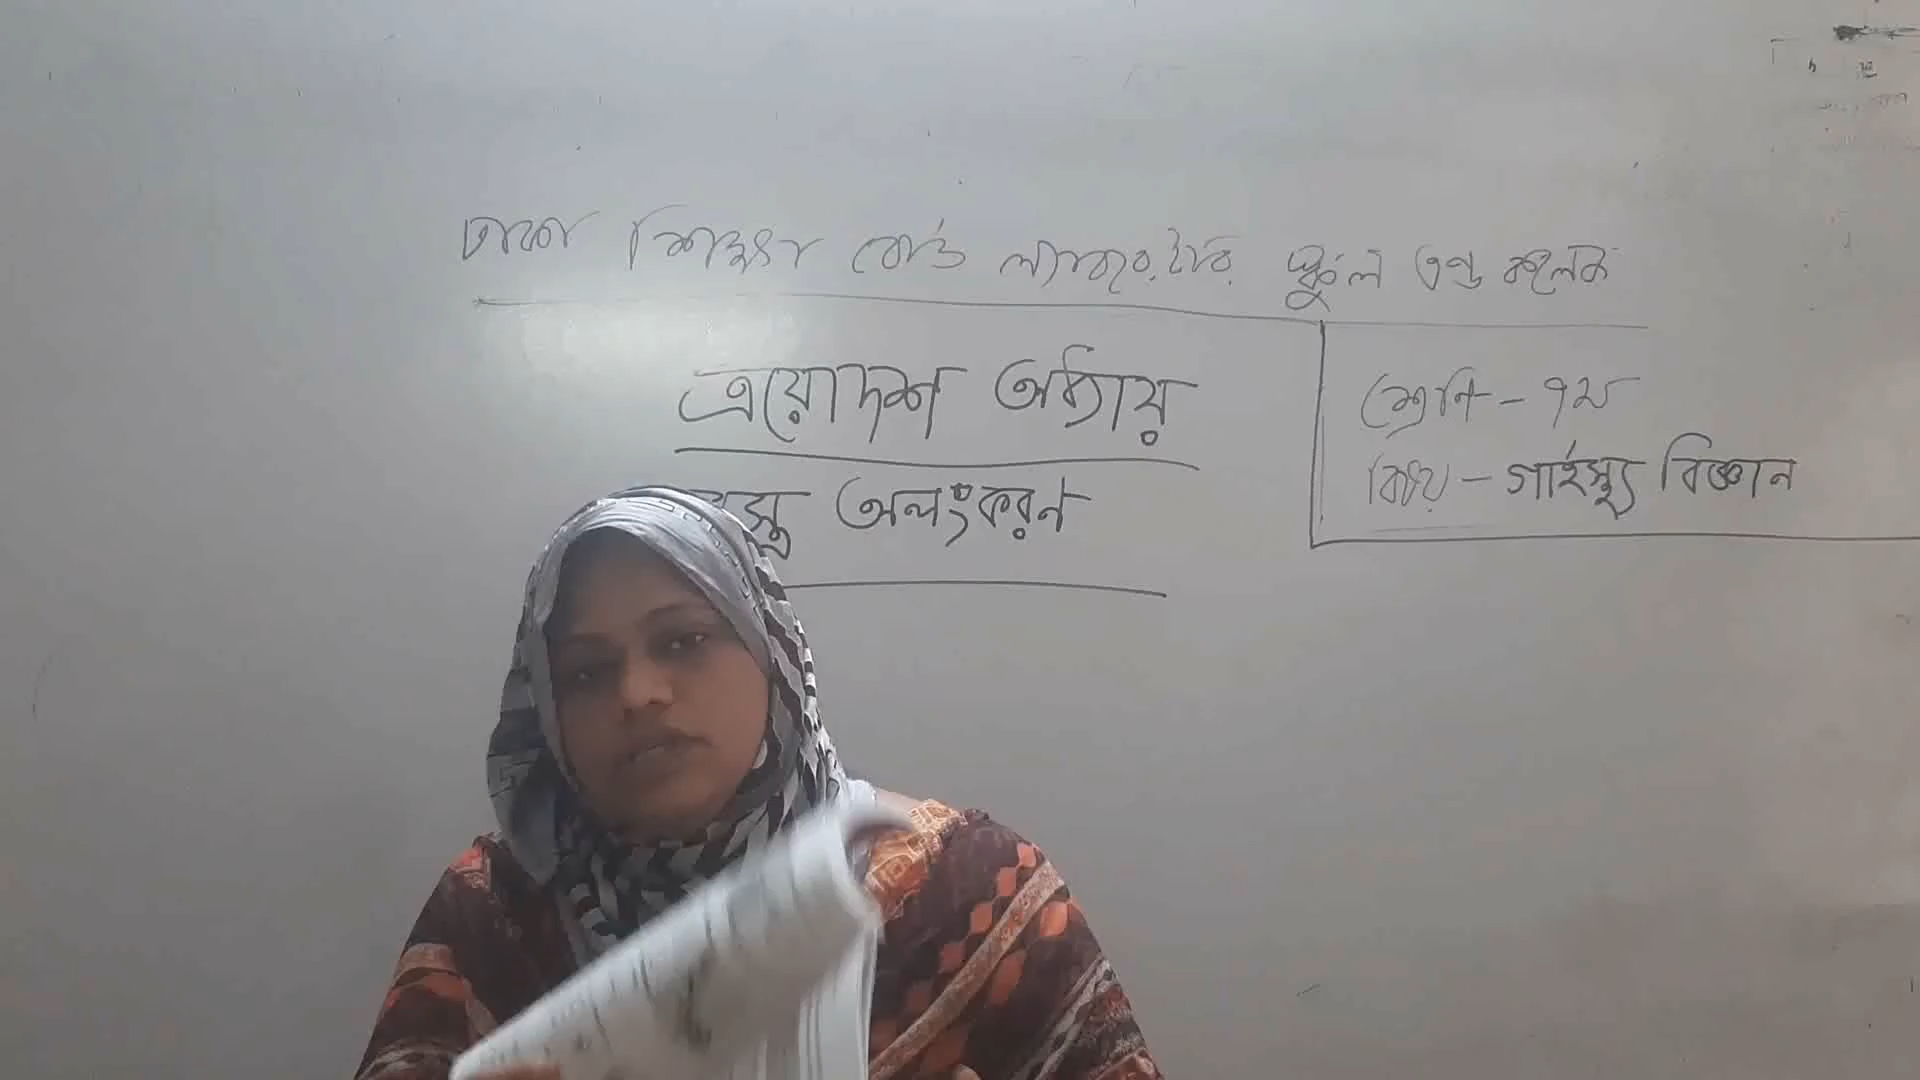 ঢাকা শিক্ষা বোর্ড ল্যাবরেটরি স্কুল এন্ড কলেজ
ত্রয়োদশ অধ্যায়
বস্ত্র অলংকরণ
শ্রেণি - ৭ম
বিষয় - গার্হস্থ্য বিজ্ঞান